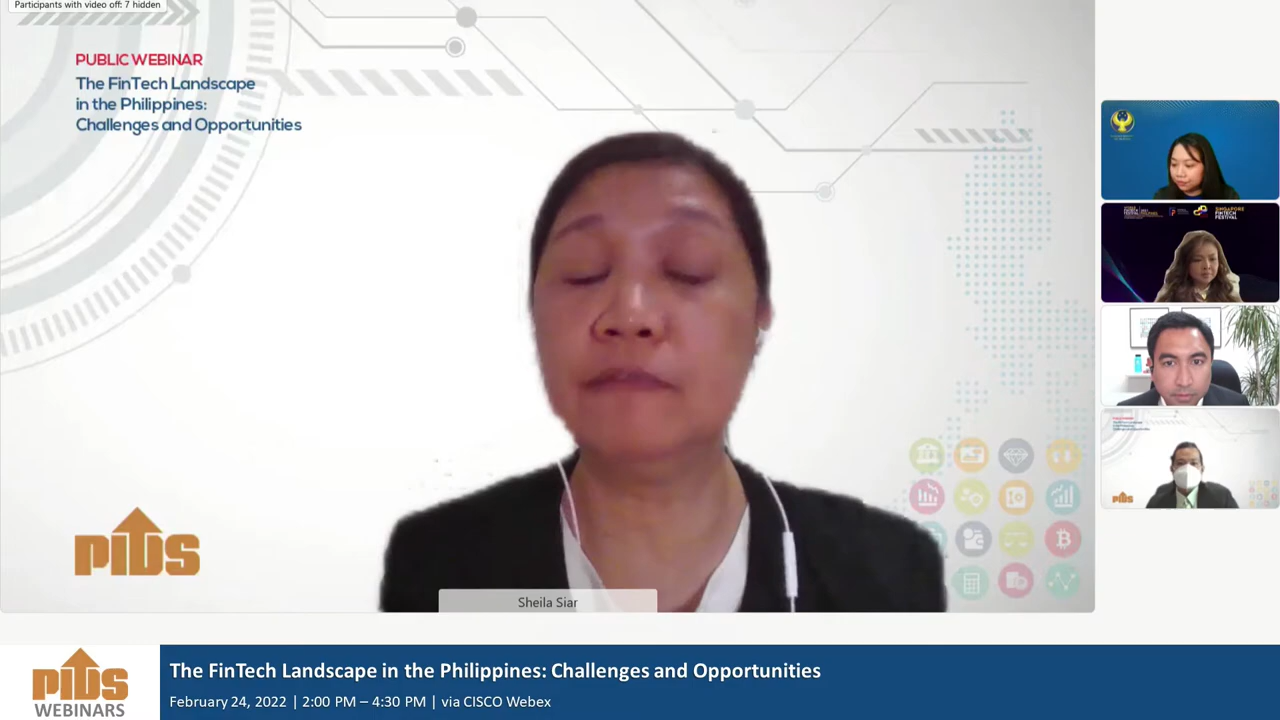 Participants with video off: 7 hidden
PUBLIC WEBINAR
The FinTech Landscape
in the Philippines:
Challenges and Opportunities
SINGAPORE
FINTECH
FESTIVAL
PIDS
Sheila Siar
PIDS
WEBINARS
The FinTech Landscape in the Philippines: Challenges and Opportunities
February 24, 2022 | 2:00 PM – 4:30 PM | via CISCO Webex